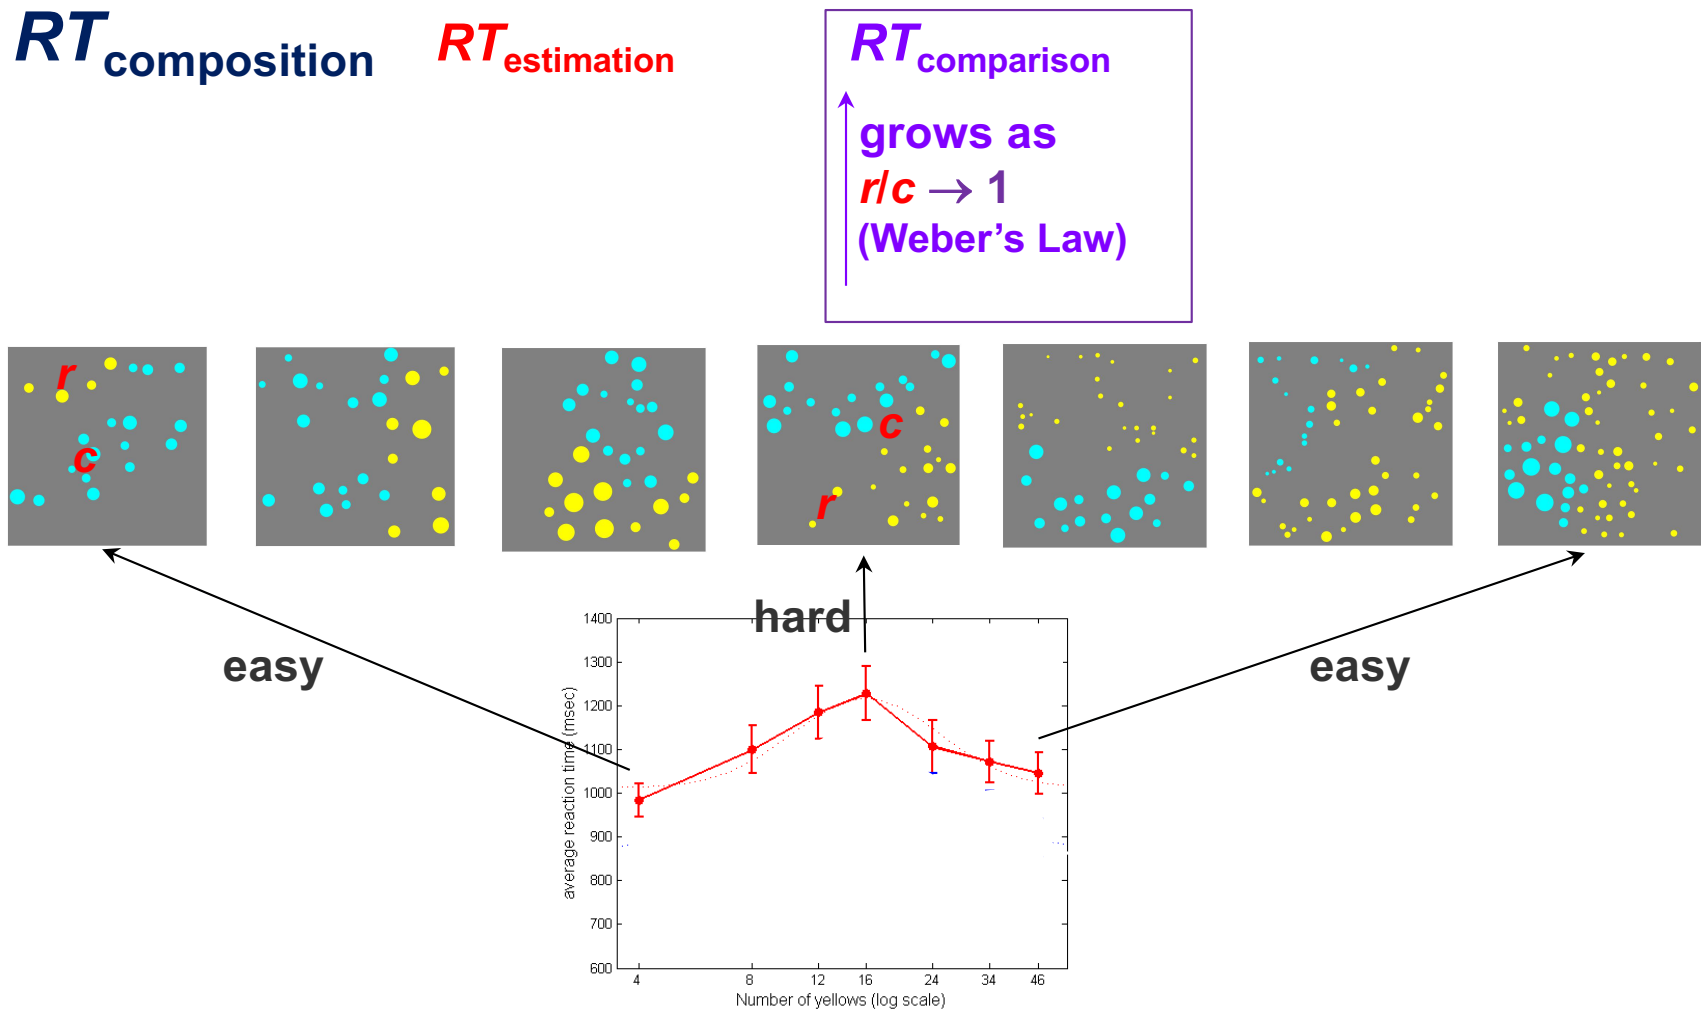 RTcomposition
RTestimation
RTcomparison
grows as
r/c → 1
(Weber’s Law)
r
c
c
r
hard
easy
easy
1400
1300
1200
1100
1000
900
800
700
600
average reaction time (msec)
4 8 12 16 24 34 46
Number of yellows (log scale)